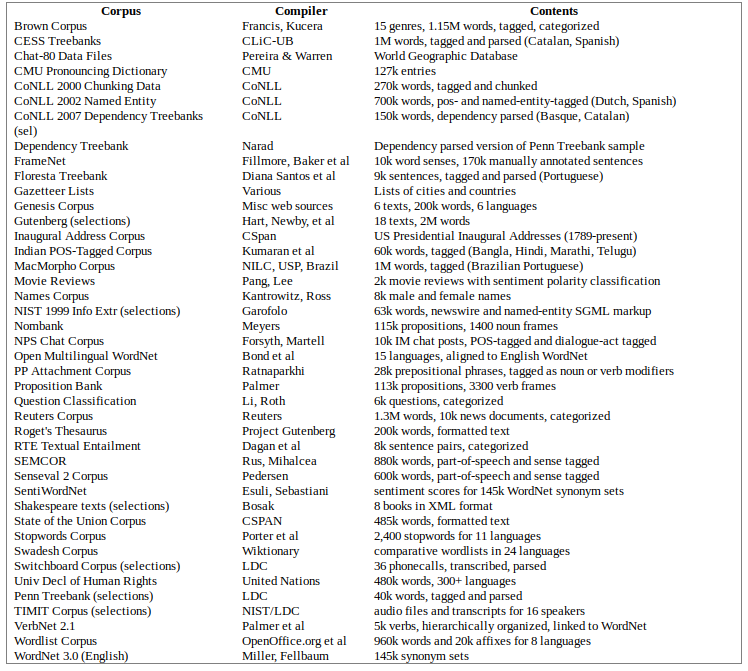 Corpus Compiler Contents
Brown Corpus Francis, Kucera 15 genres, 1.15M words, tagged, categorized
CESS Treebanks CLiC-UB 1M words, tagged and parsed (Catalan, Spanish)
Chat-80 Data Files Pereira & Warren World Geographic Database
CMU Pronouncing Dictionary CMU 127k entries
CoNLL 2000 Chunking Data CoNLL 270k words, tagged and chunked
CoNLL 2002 Named Entity CoNLL 700k words, pos- and named-entity-tagged (Dutch, Spanish)
CoNLL 2007 Dependency Treebanks CoNLL 150k words, dependency parsed (Basque, Catalan)
(sel)
Dependency Treebank Narad Dependency parsed version of Penn Treebank sample
FrameNet Fillmore, Baker et al 10k word senses, 170k manually annotated sentences
Floresta Treebank Diana Santos et al 9k sentences, tagged and parsed (Portuguese)
Gazetteer Lists Various Lists of cities and countries
Genesis Corpus Misc web sources 6 texts, 200k words, 6 languages
Gutenberg (selections) Hart, Newby, et al 18 texts, 2M words
Inaugural Address Corpus CSpan US Presidential Inaugural Addresses (1789-present)
Indian POS-Tagged Corpus Kumaran et al 60k words, tagged (Bangla, Hindi, Marathi, Telugu)
MacMorpho Corpus NILC, USP, Brazil 1M words, tagged (Brazilian Portuguese)
Movie Reviews Pang, Lee 2k movie reviews with sentiment polarity classification
Names Corpus Kantrowitz, Ross 8k male and female names
NIST 1999 Info Extr (selections) Garofolo 63k words, newswire and named-entity SGML markup
Nombank Meyers 115k propositions, 1400 noun frames
NPS Chat Corpus Forsyth, Martell 10k IM chat posts, POS-tagged and dialogue-act tagged
Open Multilingual WordNet Bond et al 15 languages, aligned to English WordNet
PP Attachment Corpus Ratnaparkhi 28k prepositional phrases, tagged as noun or verb modifiers
Proposition Bank Palmer 113k propositions, 3300 verb frames
Question Classification Li, Roth 6k questions, categorized
Reuters Corpus Reuters 1.3M words, 10k news documents, categorized
Roget's Thesaurus Project Gutenberg 200k words, formatted text
RTE Textual Entailment Dagan et al 8k sentence pairs, categorized
SEMCOR Rus, Mihalcea 880k words, part-of-speech and sense tagged
Senseval 2 Corpus Pedersen 600k words, part-of-speech and sense tagged
SentiWordNet Esuli, Sebastiani sentiment scores for 145k WordNet synonym sets
Shakespeare texts (selections) Bosak 8 books in XML format
State of the Union Corpus CSPAN 485k words, formatted text
Stopwords Corpus Porter et al 2,400 stopwords for 11 languages
Swadesh Corpus Wiktionary comparative wordlists in 24 languages
Switchboard Corpus (selections) LDC 36 phonecalls, transcribed, parsed
Univ Decl of Human Rights United Nations 480k words, 300+ languages
Penn Treebank (selections) LDC 40k words, tagged and parsed
TIMIT Corpus (selections) NIST/LDC audio files and transcripts for 16 speakers
VerbNet 2.1 Palmer et al 5k verbs, hierarchically organized, linked to WordNet
Wordlist Corpus OpenOffice.org et al 960k words and 20k affixes for 8 languages
WordNet 3.0 (English) Miller, Fellbaum 145k synonym sets